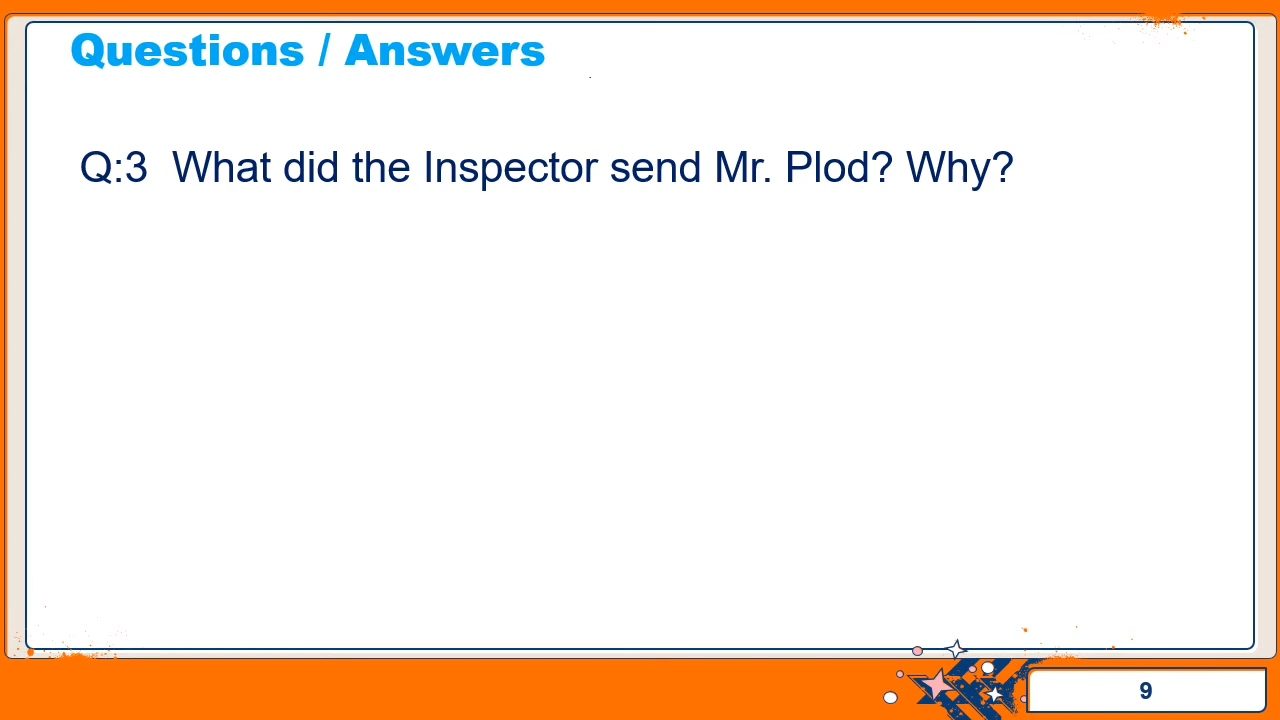 Questions / Answers
Q:3 What did the Inspector send Mr. Plod? Why?
9